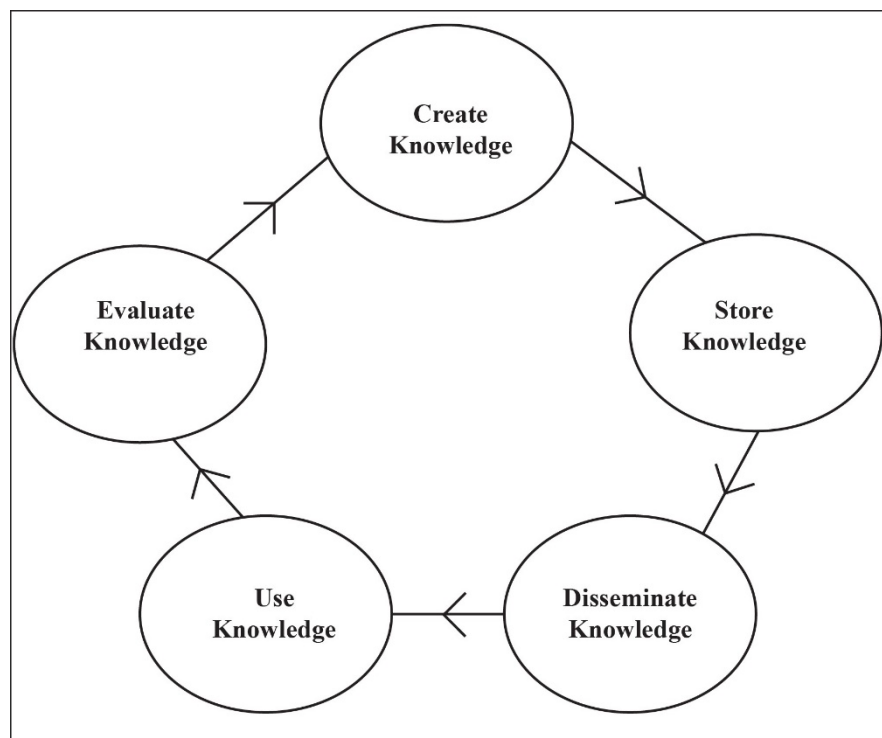 Create
Knowledge
Store
Knowledge
Disseminate
Knowledge
Use
Knowledge
Evaluate
Knowledge